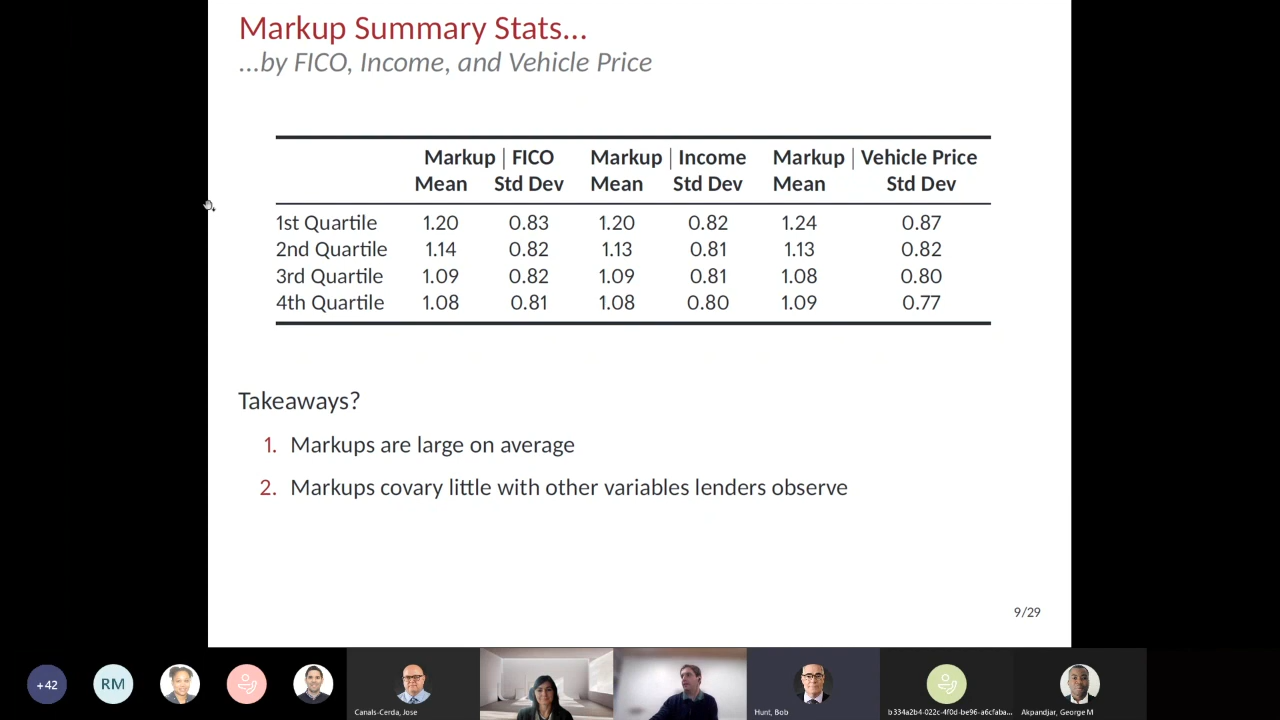 Markup Summary Stats...
...by FICO, Income, and Vehicle Price
Markup | FICO Markup | Income Markup | Vehicle Price
Mean Std Dev Mean Std Dev Mean Std Dev
1st Quartile 1.20 0.83 1.20 0.82 1.24 0.87
2nd Quartile 1.14 0.82 1.13 0.81 1.13 0.82
3rd Quartile 1.09 0.82 1.09 0.81 1.08 0.80
4th Quartile 1.08 0.81 1.08 0.80 1.09 0.77
Takeaways?
1. Markups are large on average
2. Markups covary little with other variables lenders observe
9/29
+42
RM
Canals-Cerda, Jose
Hunt, Bob
b334a2b4-022c-4f0d-be96-a6cfaba...
Akpandjar, George M